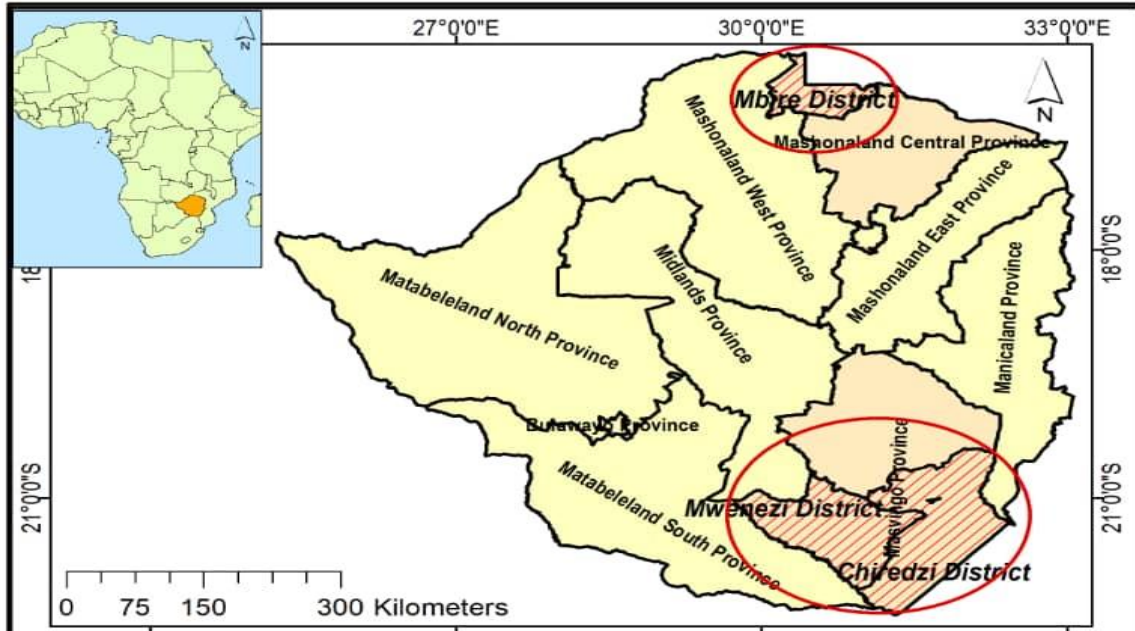 27°0'0"E
30°0'0"E
33°0'0"E
N
N
Mbire District
Mashonaland Central Province
Mashonaland West Province
Mashonaland East Province
18°0'0"S
18
Midlands Province
Matabeleland North Province
Manicaland Province
Bulawayo Province
Masvingo Province
Matabeleland South Province
Mwenezi District
21°0'0"S
21°0'0"S
Chiredzi District
0 75 150 300 Kilometers